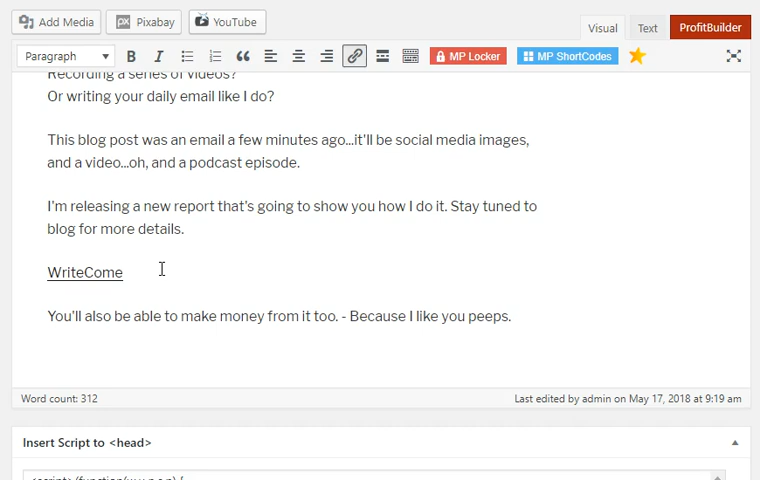 Add Media
Pixabay
YouTube
Visual
Text
ProfitBuilder
Paragraph
B
I
MP Locker
MP ShortCodes
Recording a series of videos?
Or writing your daily email like I do?
This blog post was an email a few minutes ago...it'll be social media images,
and a video...oh, and a podcast episode.
I'm releasing a new report that's going to show you how I do it. Stay tuned to
blog for more details.
WriteCome
You'll also be able to make money from it too. - Because I like you peeps.
Word count: 312
Last edited by admin on May 17, 2018 at 9:19 am
Insert Script to <head>